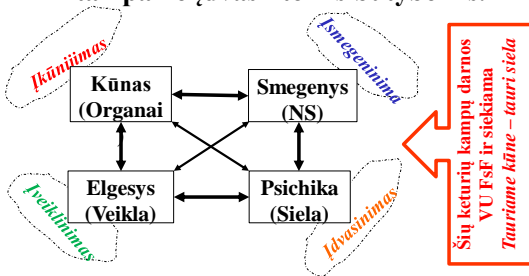 Įkūnijimas
Įsmegeninima
Kūnas
(Organai
Smegenys
(NS)
Elgesys
(Veikla)
Psichika
(Siela)
Įveiklinimas
Įdvasinimas
Šių keturių kampų darnos
VU FsF ir siekiama
Tauriame kūne – tauri siela